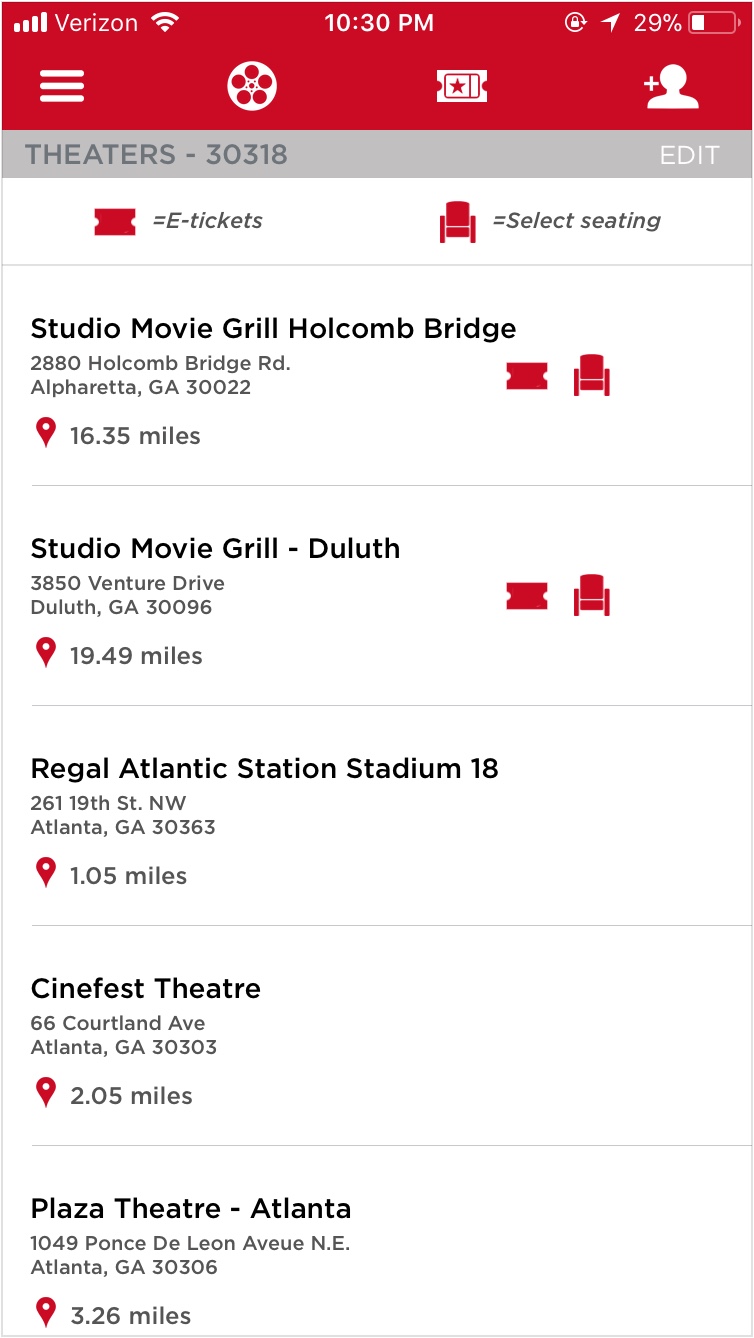 Verizon 10:30 PM 29%
THEATERS - 30318 EDIT
=E-tickets =Select seating
Studio Movie Grill Holcomb Bridge
2880 Holcomb Bridge Rd.
Alpharetta, GA 30022
16.35 miles
Studio Movie Grill - Duluth
3850 Venture Drive
Duluth, GA 30096
19.49 miles
Regal Atlantic Station Stadium 18
261 19th St. NW
Atlanta, GA 30363
1.05 miles
Cinefest Theatre
66 Courtland Ave
Atlanta, GA 30303
2.05 miles
Plaza Theatre - Atlanta
1049 Ponce De Leon Aveue N.E.
Atlanta, GA 30306
3.26 miles